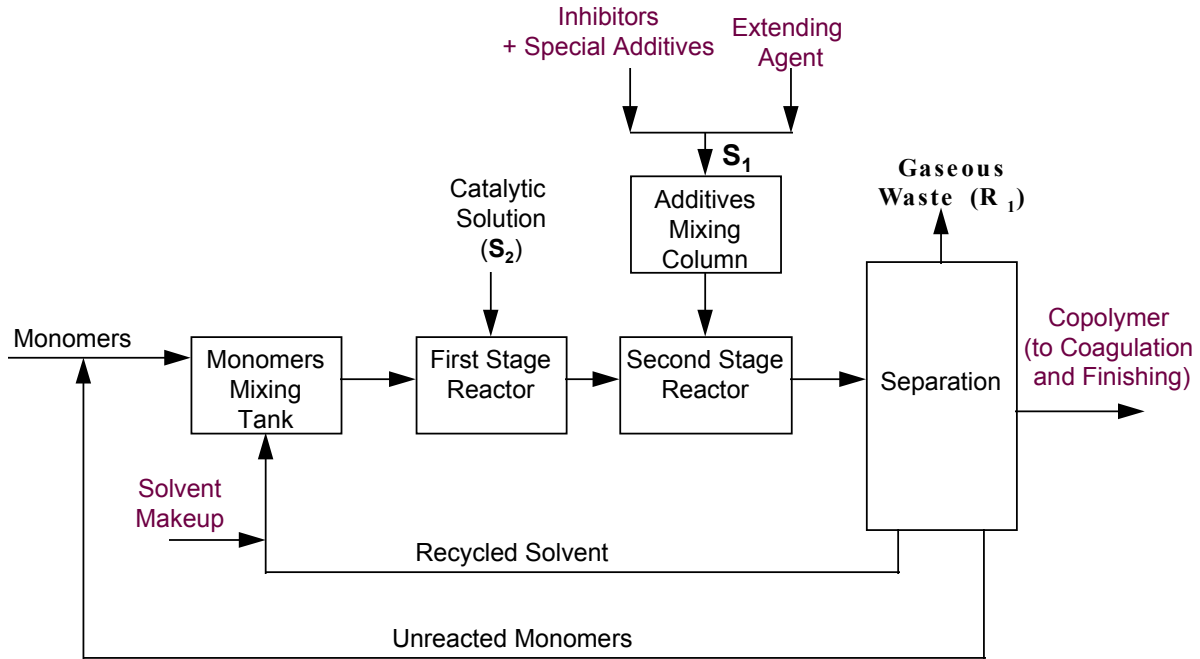 Inhibitors
+ Special Additives
Extending
Agent
S1
Catalytic
Solution
(S2)
Additives
Mixing
Column
Gaseous
Waste (R 1)
Monomers
Monomers
Mixing
Tank
First Stage
Reactor
Second Stage
Reactor
Separation
Copolymer
(to Coagulation
and Finishing)
Solvent
Makeup
Recycled Solvent
Unreacted Monomers